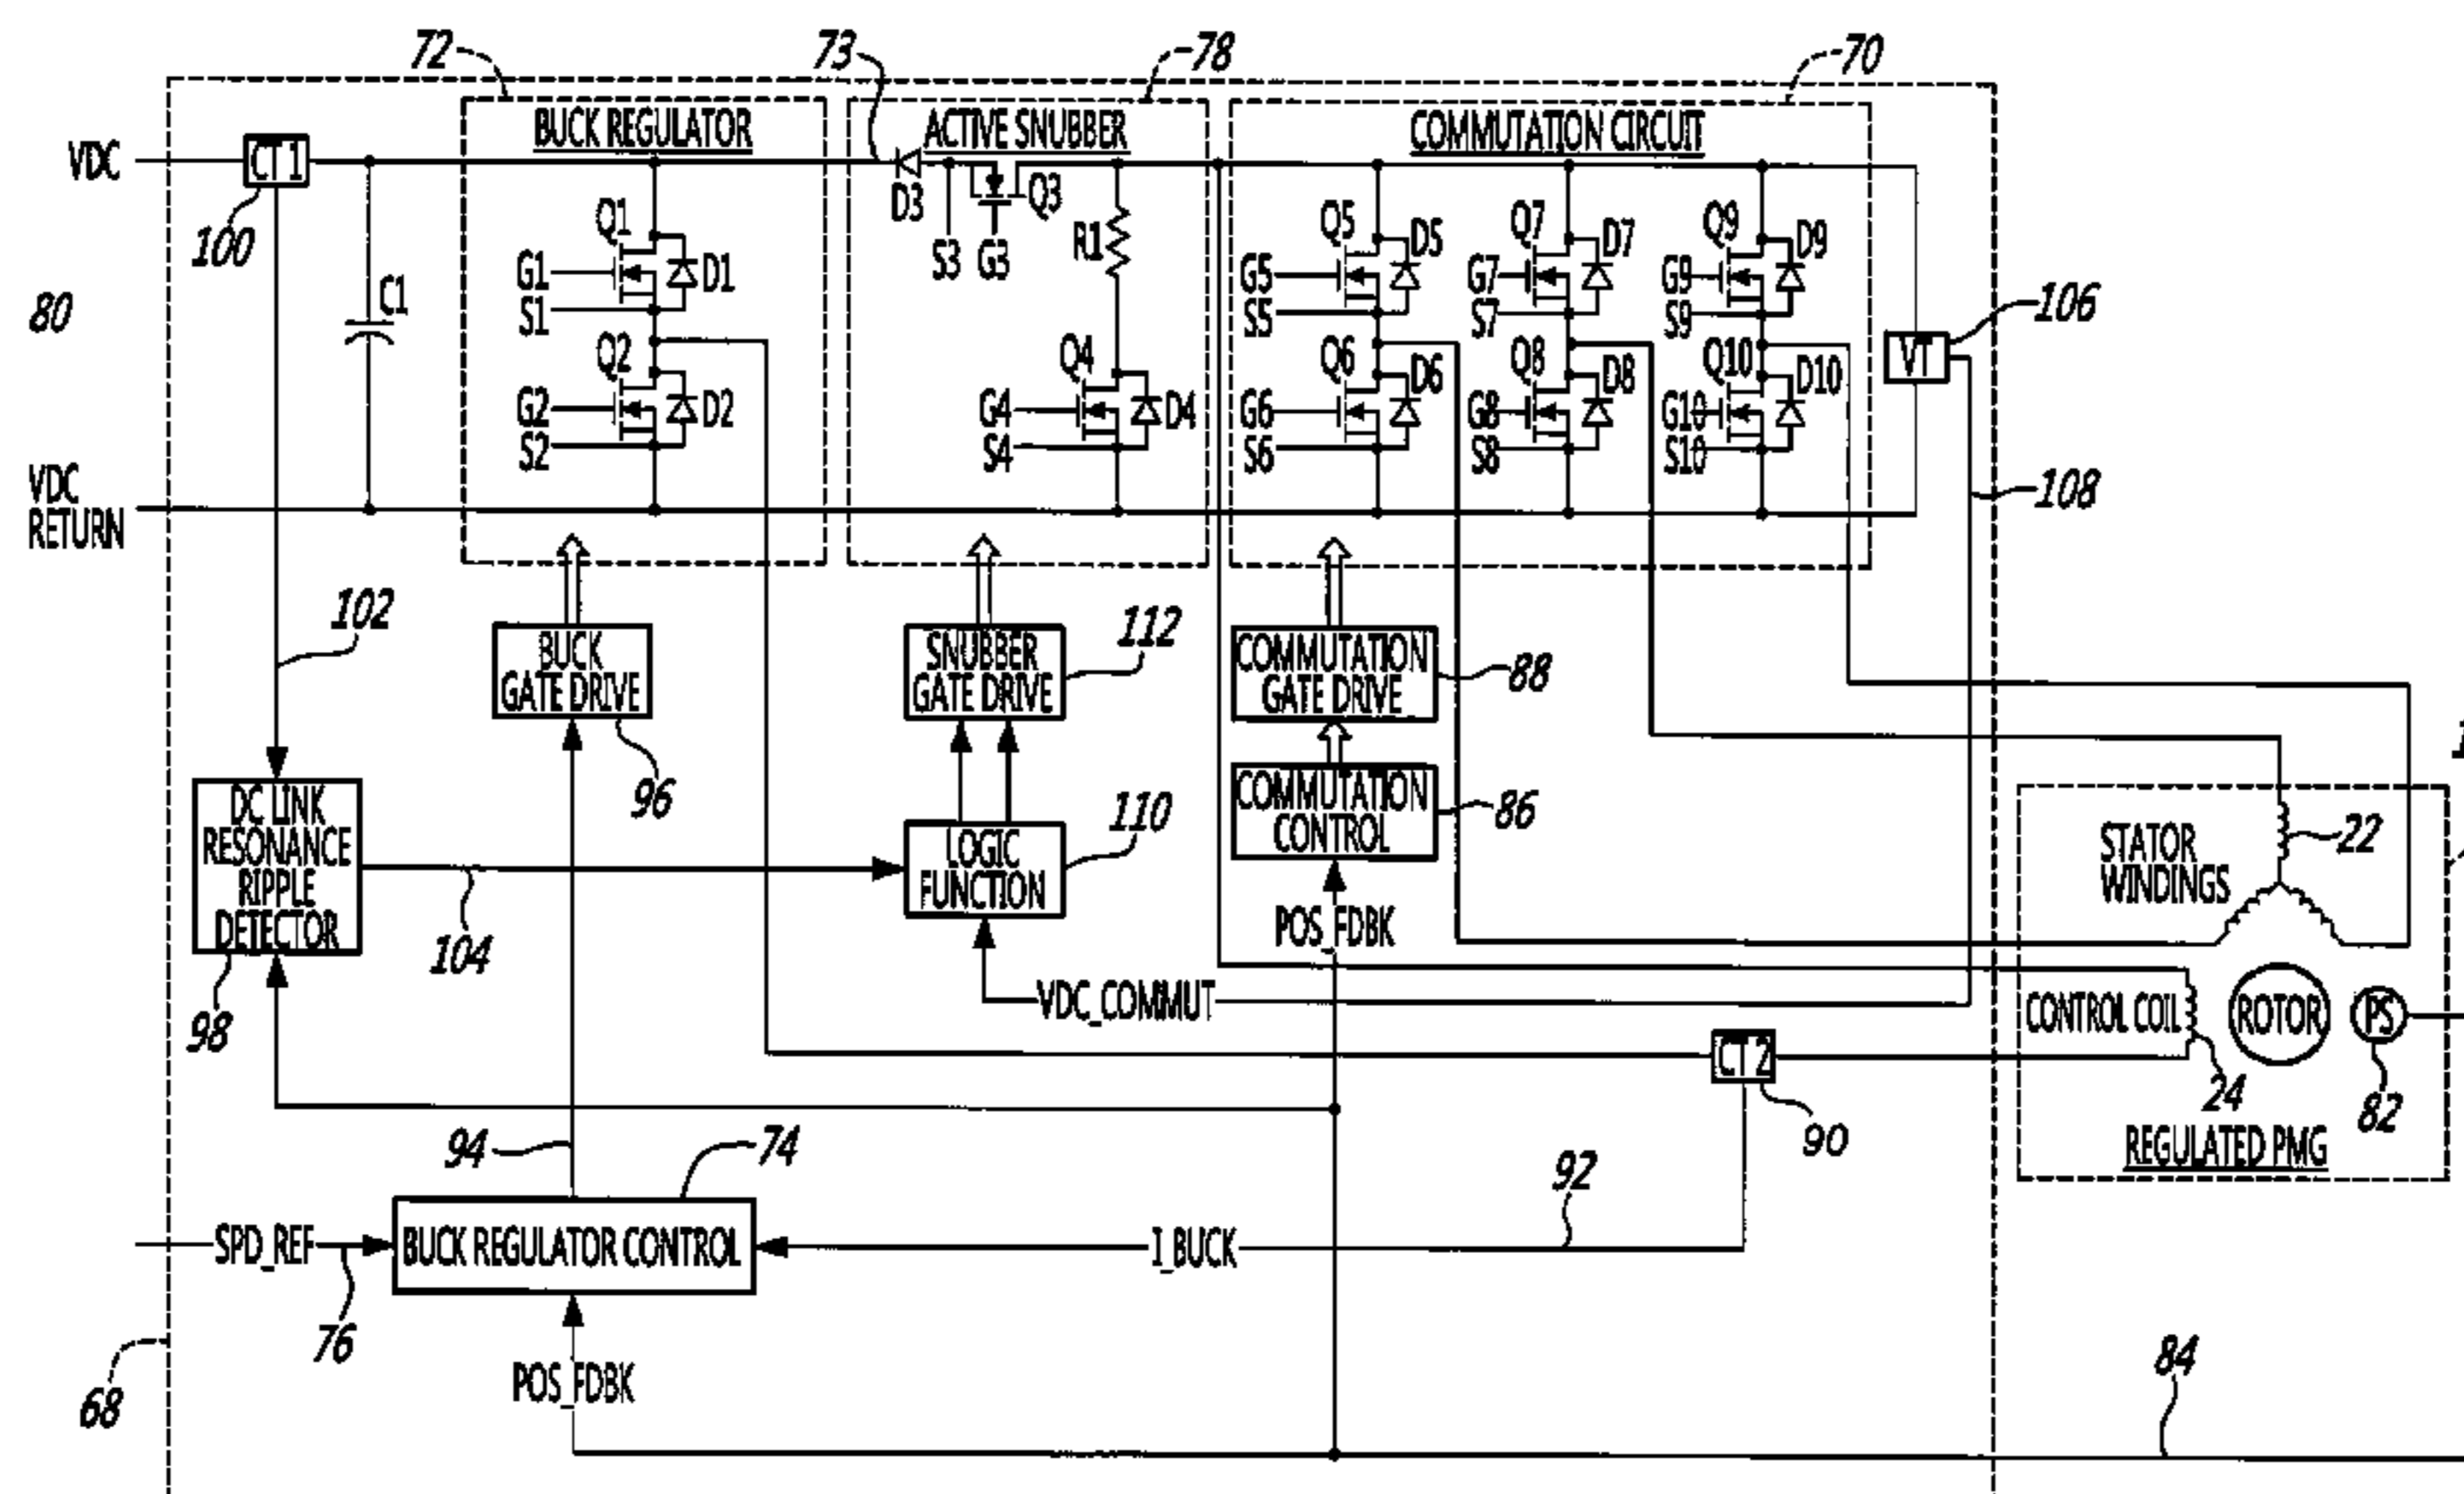 72
73
78
70
BUCK REGULATOR
ACTIVE SNUBBER
COMMUTATION CIRCUIT
VDC
CT 1
100
80
C1
Q1
G1
S1
D1
Q2
G2
S2
D2
D3
S3
G3
Q3
R1
Q4
G4
S4
D4
Q5
G5
S5
D5
Q6
G6
S6
D6
Q7
G7
S7
D7
Q8
G8
S8
D8
Q9
G9
S9
D9
Q10
G10
S10
D10
VT
106
108
VDC
RETURN
102
BUCK
GATE DRIVE
96
SNUBBER
GATE DRIVE
112
COMMUTATION
GATE DRIVE
88
COMMUTATION
CONTROL
86
DC LINK
RESONANCE
RIPPLE
DETECTOR
98
104
LOGIC
FUNCTION
110
POS_FDBK
VDC_COMMUT
STATOR
WINDINGS
22
CONTROL COIL
24
ROTOR
PS
82
REGULATED PMG
CT 2
90
94
74
92
SPD_REF
76
BUCK REGULATOR CONTROL
I_BUCK
POS_FDBK
68
84